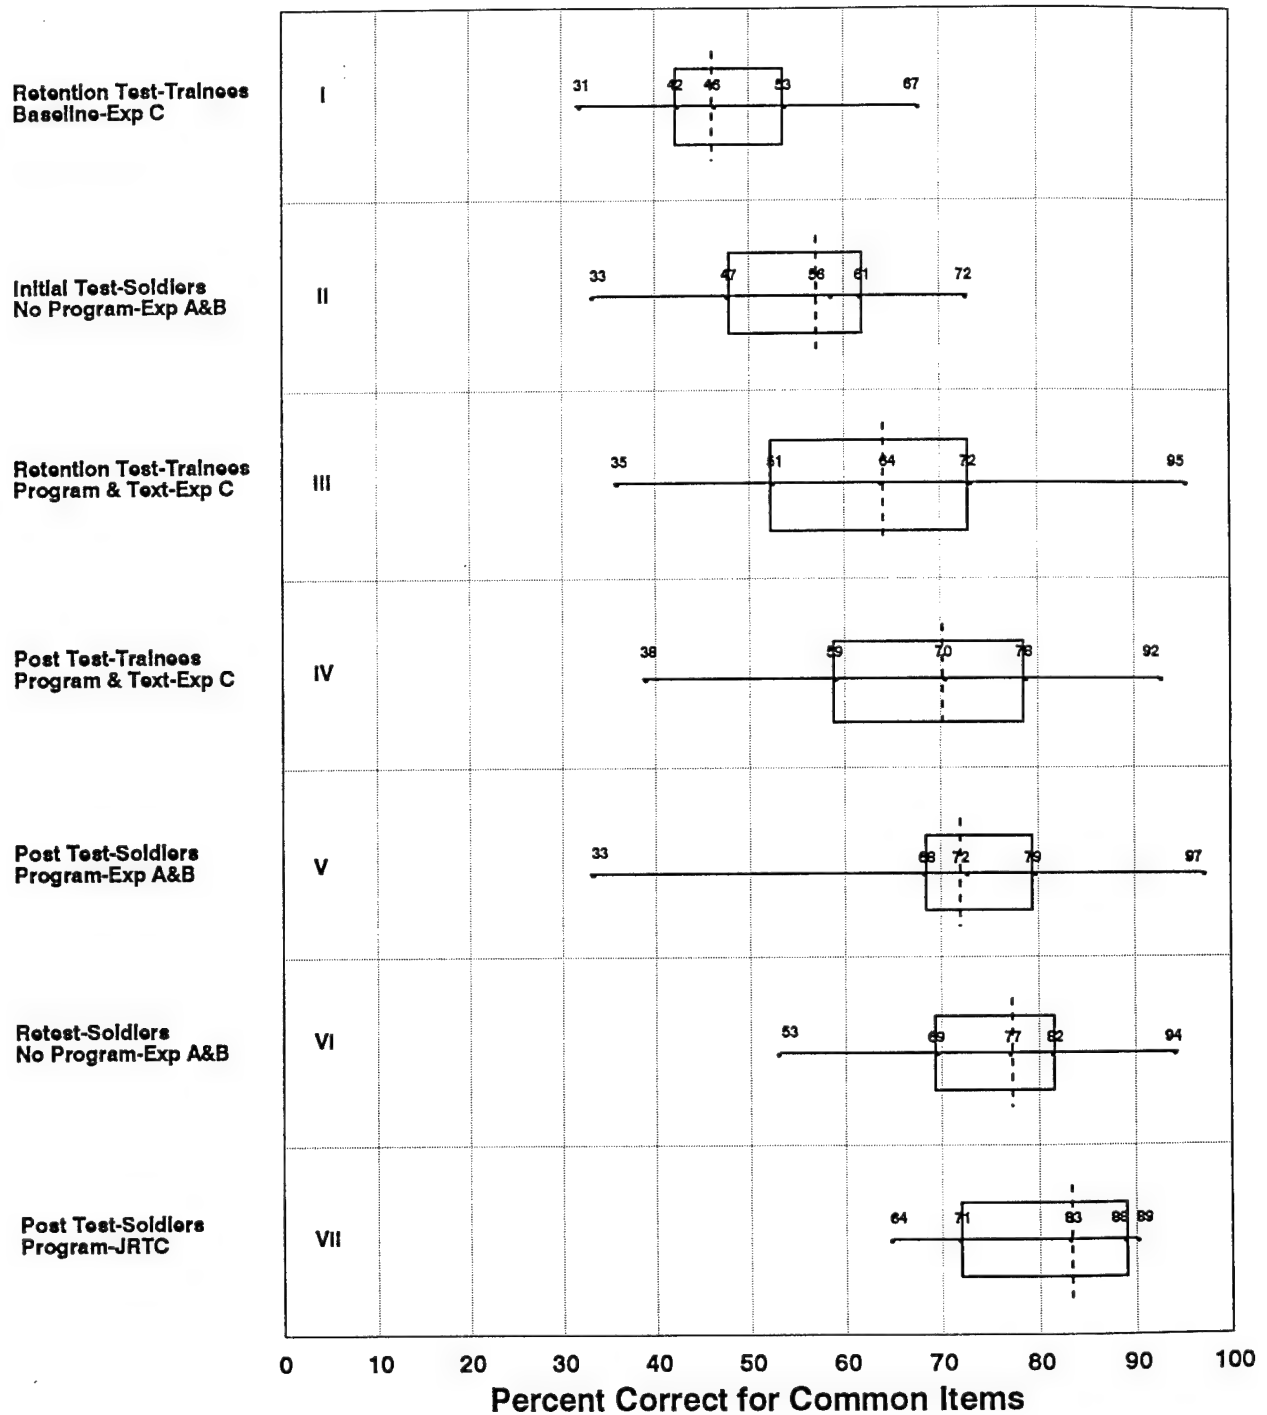 Retention Test-Trainees
Baseline-Exp C
I
31 42 46 53 67
Initial Test-Soldiers
No Program-Exp A&B
II
33 47 56 61 72
Retention Test-Trainees
Program & Text-Exp C
III
35 51 64 72 95
Post Test-Trainees
Program & Text-Exp C
IV
38 59 70 78 92
Post Test-Soldiers
Program-Exp A&B
V
33 68 72 79 97
Retest-Soldiers
No Program-Exp A&B
VI
53 69 77 82 94
Post Test-Soldiers
Program-JRTC
VII
64 71 83 88 89
0 10 20 30 40 50 60 70 80 90 100
Percent Correct for Common Items